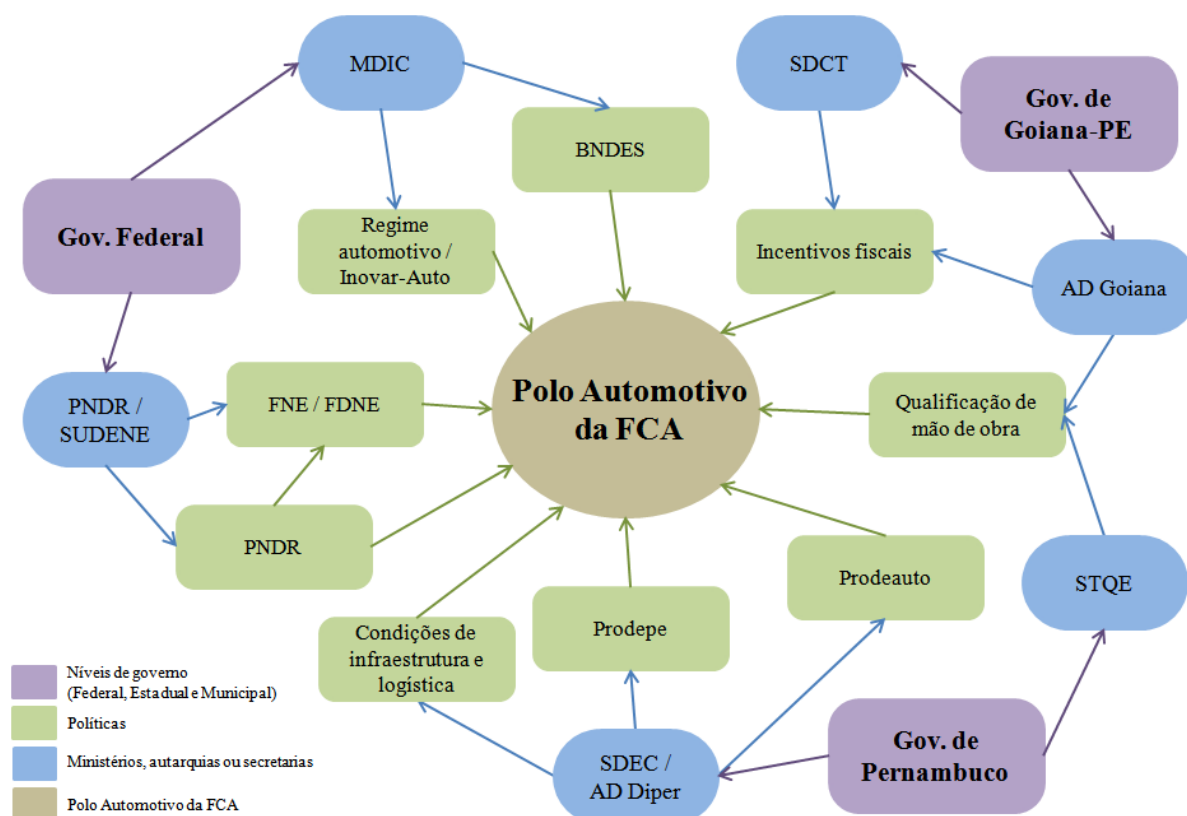 MDIC
SDCT
Gov. de
Goiana-PE
BNDES
Gov. Federal
Regime
automotivo /
Inovar-Auto
Incentivos fiscais
AD Goiana
PNDR /
SUDENE
FNE / FDNE
Polo Automotivo
da FCA
Qualificação de
mão de obra
PNDR
Prodeauto
STQE
Condições de
infraestrutura e
logística
Prodepe
Níveis de governo
(Federal, Estadual e Municipal)
Políticas
Ministérios, autarquias ou secretarias
Polo Automotivo da FCA
SDEC /
AD Diper
Gov. de
Pernambuco